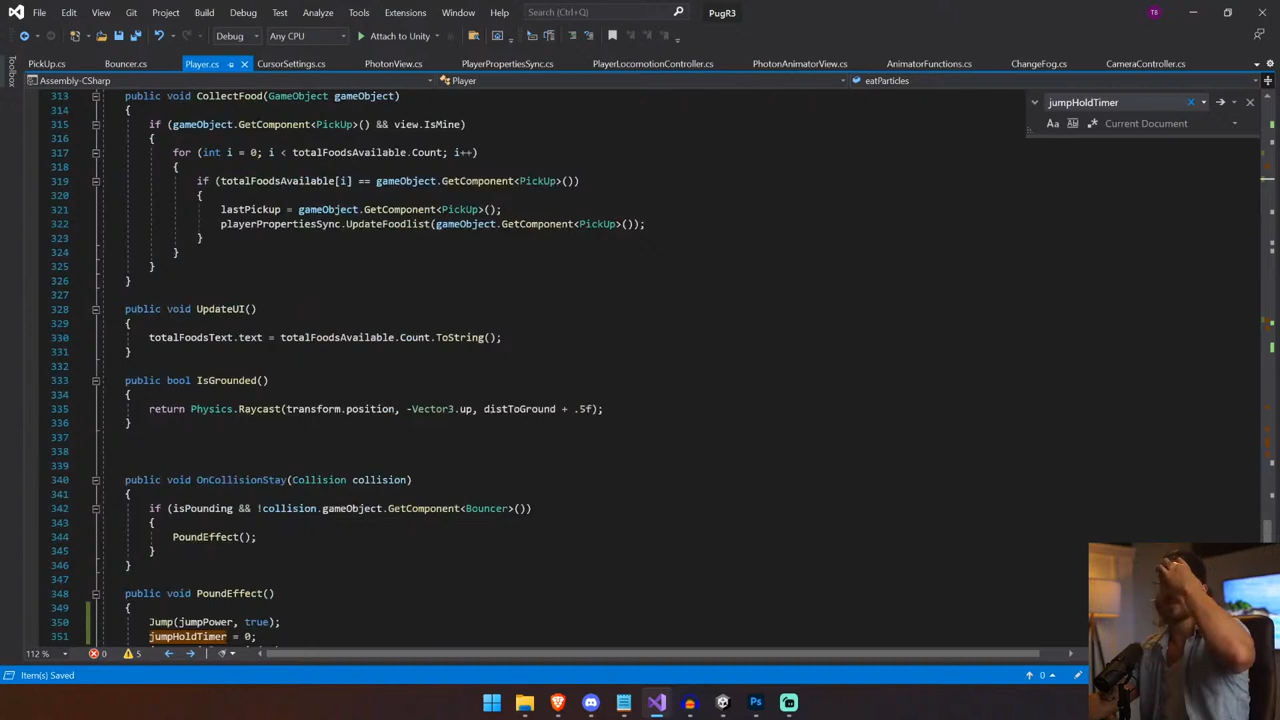 File Edit View Git Project Build Debug Test Analyze Tools Extensions Window Help Search (Ctrl+Q) PugR3 T8
Debug Any CPU Attach to Unity
PickUp.cs Bouncer.cs Player.cs CursorSettings.cs PhotonView.cs PlayerPropertiesSync.cs PlayerLocomotionController.cs PhotonAnimatorView.cs AnimatorFunctions.cs ChangeFog.cs CameraController.cs
Toolbox
Assembly-CSharp Player eatParticles
jumpHoldTimer
Aa Current Document
313 public void CollectFood(GameObject gameObject)
314 {
315 if (gameObject.GetComponent<PickUp>() && view.IsMine)
316 {
317 for (int i = 0; i < totalFoodsAvailable.Count; i++)
318 {
319 if (totalFoodsAvailable[i] == gameObject.GetComponent<PickUp>())
320 {
321 lastPickup = gameObject.GetComponent<PickUp>();
322 playerPropertiesSync.UpdateFoodlist(gameObject.GetComponent<PickUp>());
323 }
324 }
325 }
326 }
327
328 public void UpdateUI()
329 {
330 totalFoodsText.text = totalFoodsAvailable.Count.ToString();
331 }
332
333 public bool IsGrounded()
334 {
335 return Physics.Raycast(transform.position, -Vector3.up, distToGround + .5f);
336 }
337
338
339
340 public void OnCollisionStay(Collision collision)
341 {
342 if (isPounding && !collision.gameObject.GetComponent<Bouncer>())
343 {
344 PoundEffect();
345 }
346 }
347
348 public void PoundEffect()
349 {
350 Jump(jumpPower, true);
351 jumpHoldTimer = 0;
112 % 0 5
Item(s) Saved 0
Ps